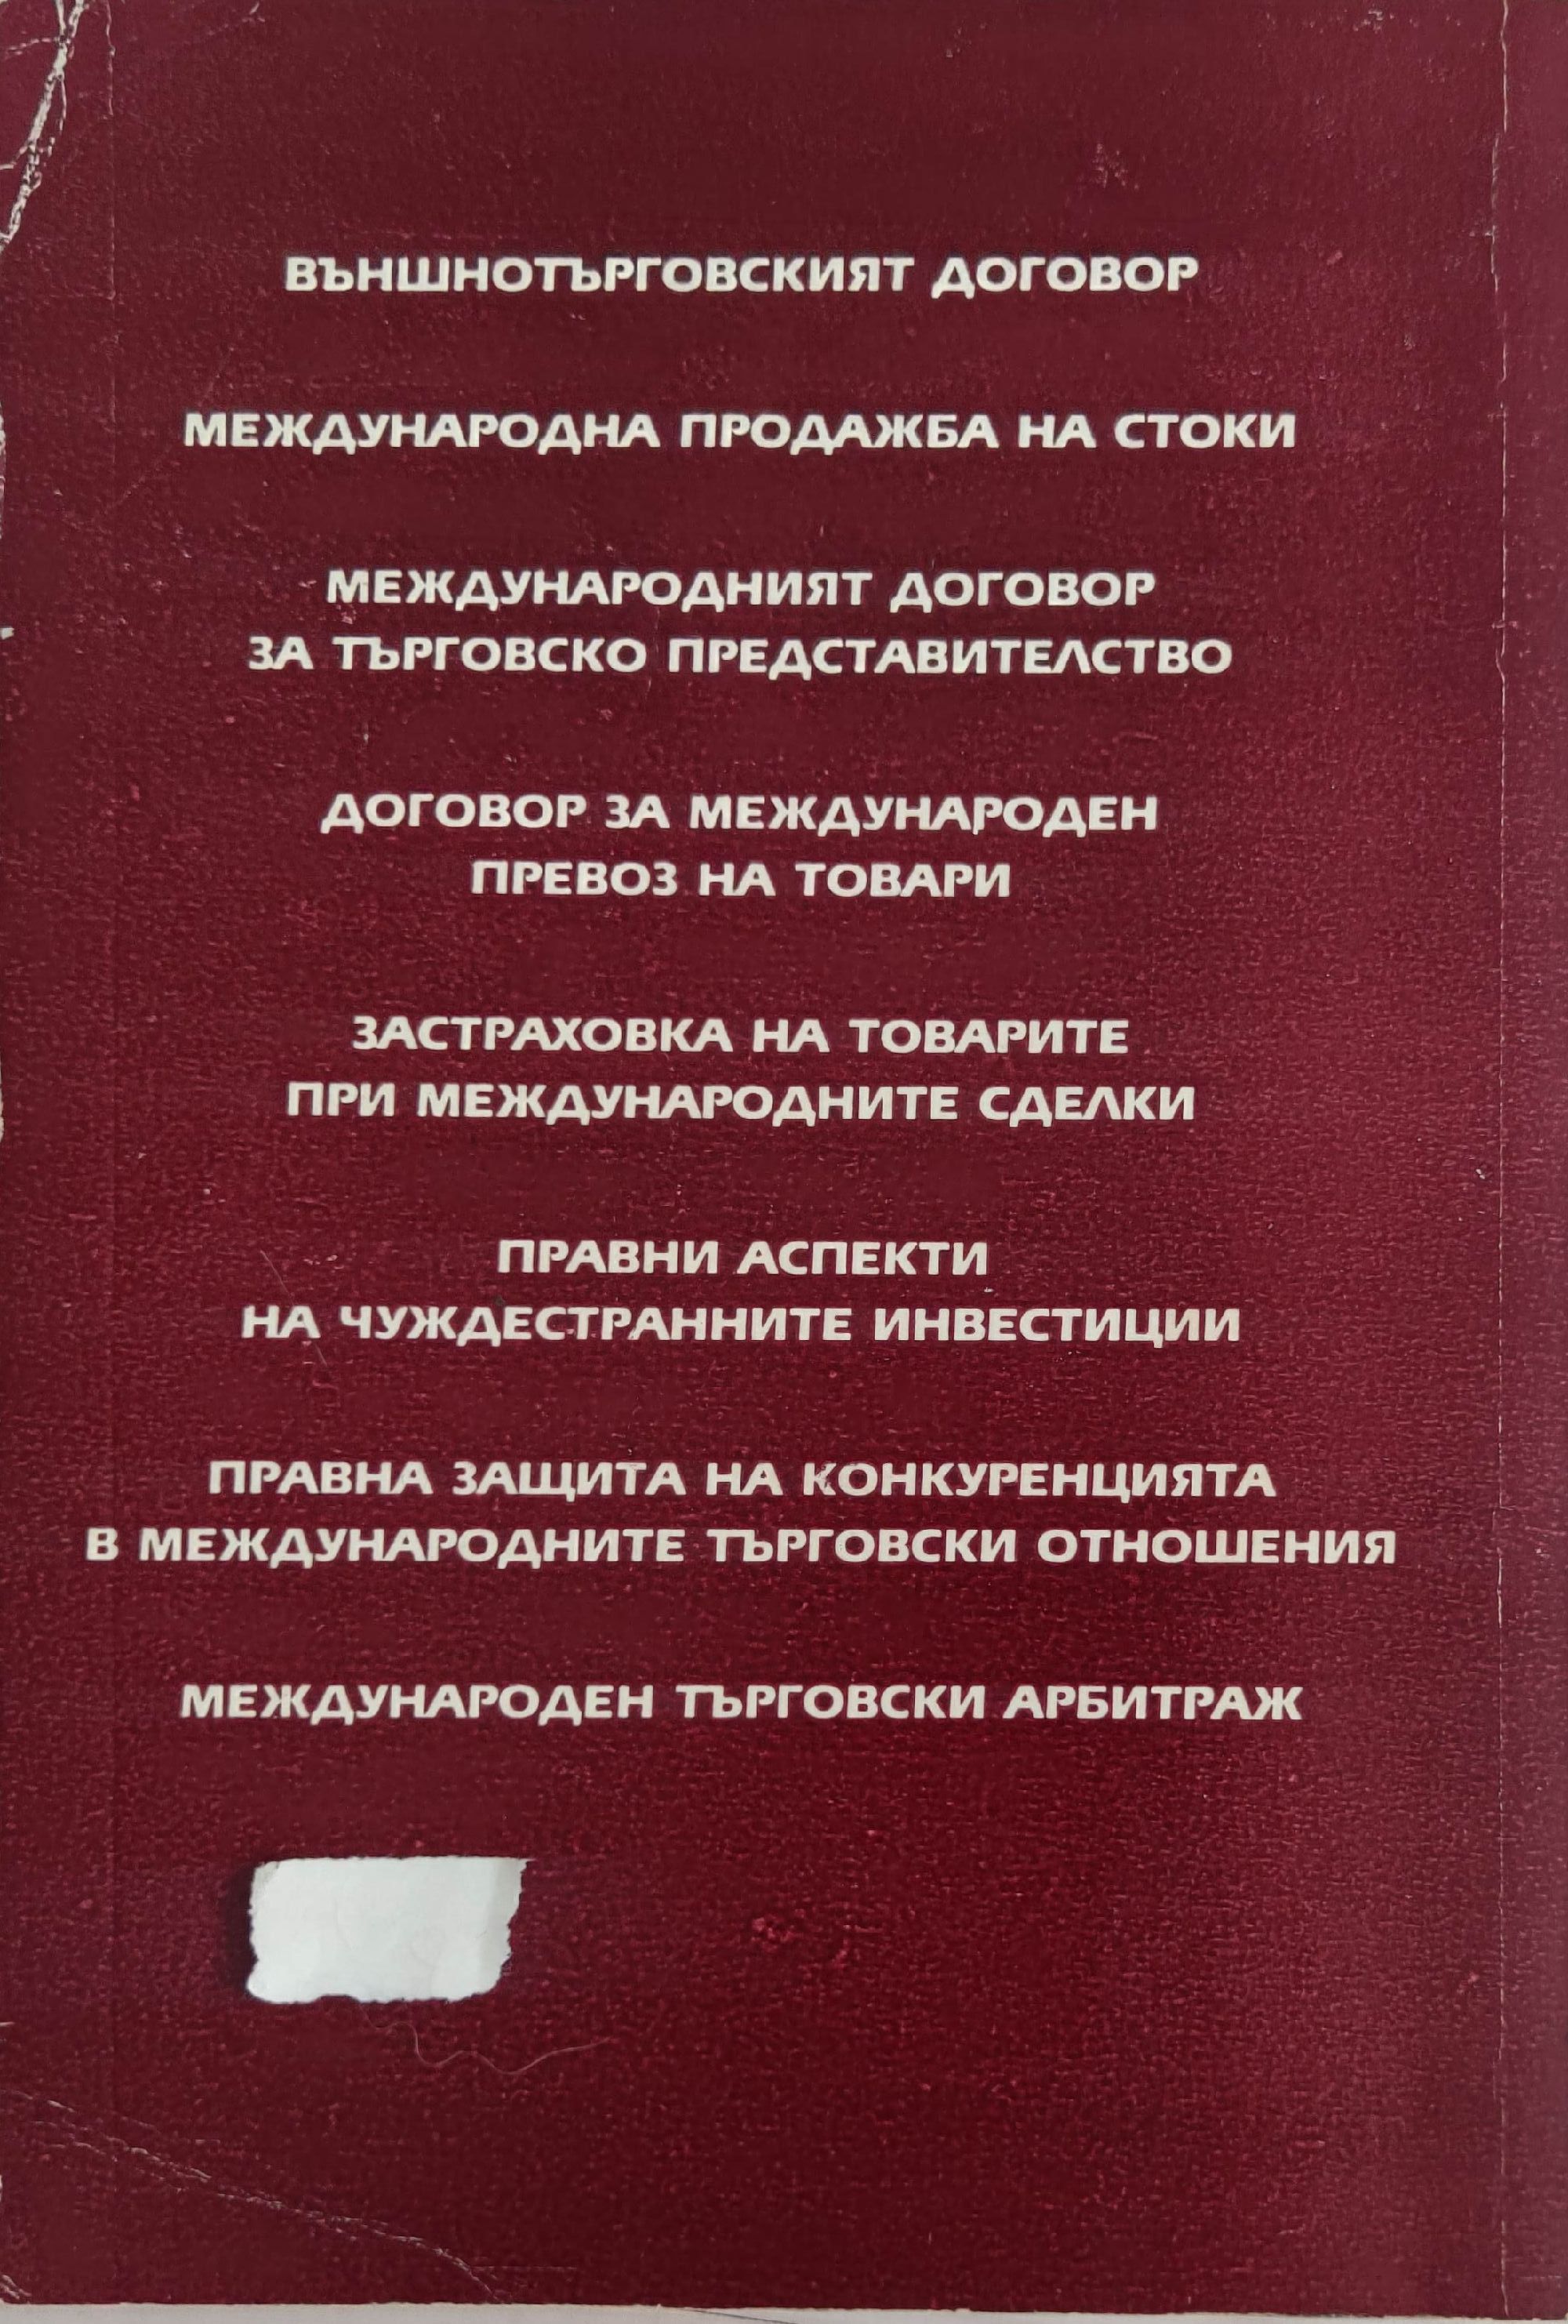 ВЪНШНОТЪРГОВСКИЯТ ДОГОВОР
МЕЖДУНАРОДНА ПРОДАЖБА НА СТОКИ
МЕЖДУНАРОДНИЯТ ДОГОВОР
ЗА ТЪРГОВСКО ПРЕДСТАВИТЕЛСТВО
ДОГОВОР ЗА МЕЖДУНАРОДЕН
ПРЕВОЗ НА ТОВАРИ
ЗАСТРАХОВКА НА ТОВАРИТЕ
ПРИ МЕЖДУНАРОДНИТЕ СДЕЛКИ
ПРАВНИ АСПЕКТИ
НА ЧУЖДЕСТРАННИТЕ ИНВЕСТИЦИИ
ПРАВНА ЗАЩИТА НА КОНКУРЕНЦИЯТА
В МЕЖДУНАРОДНИТЕ ТЪРГОВСКИ ОТНОШЕНИЯ
МЕЖДУНАРОДЕН ТЪРГОВСКИ АРБИТРАЖ